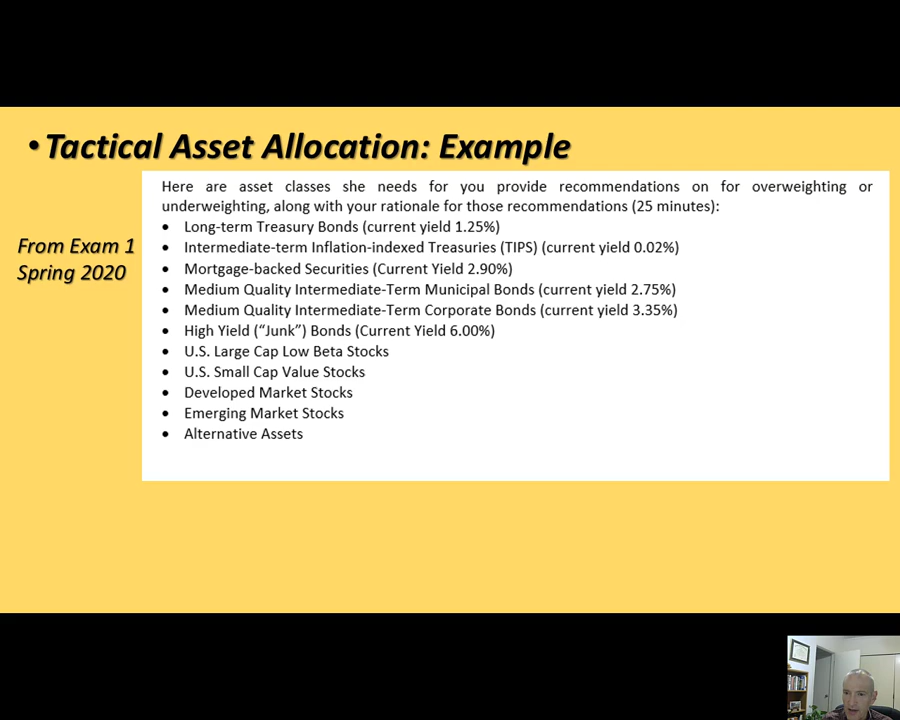 • Tactical Asset Allocation: Example
Here are asset classes she needs for you provide recommendations on for overweighting or
underweighting, along with your rationale for those recommendations (25 minutes):
• Long-term Treasury Bonds (current yield 1.25%)
• Intermediate-term Inflation-indexed Treasuries (TIPS) (current yield 0.02%)
• Mortgage-backed Securities (Current Yield 2.90%)
• Medium Quality Intermediate-Term Municipal Bonds (current yield 2.75%)
• Medium Quality Intermediate-Term Corporate Bonds (current yield 3.35%)
• High Yield (“Junk”) Bonds (Current Yield 6.00%)
• U.S. Large Cap Low Beta Stocks
• U.S. Small Cap Value Stocks
• Developed Market Stocks
• Emerging Market Stocks
• Alternative Assets
From Exam 1
Spring 2020